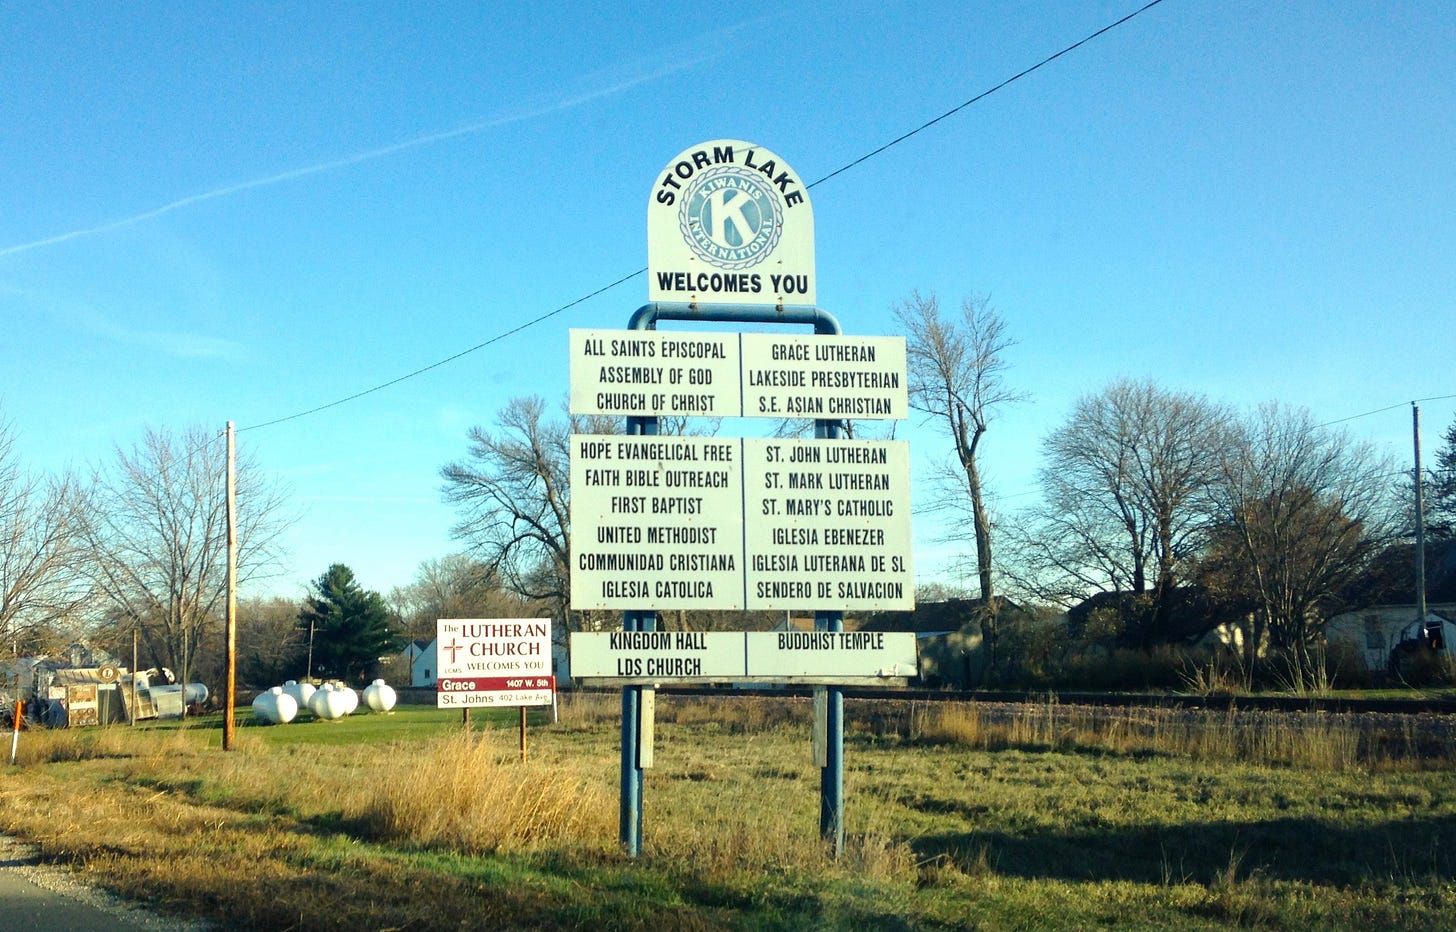 STORM LAKE
KIWANIS
K
INTERNATIONAL
WELCOMES YOU
ALL SAINTS EPISCOPAL
ASSEMBLY OF GOD
CHURCH OF CHRIST
GRACE LUTHERAN
LAKESIDE PRESBYTERIAN
S.E. ASIAN CHRISTIAN
HOPE EVANGELICAL FREE
FAITH BIBLE OUTREACH
FIRST BAPTIST
UNITED METHODIST
COMMUNIDAD CRISTIANA
IGLESIA CATOLICA
ST. JOHN LUTHERAN
ST. MARK LUTHERAN
ST. MARY'S CATHOLIC
IGLESIA EBENEZER
IGLESIA LUTERANA DE SL
SENDERO DE SALVACION
KINGDOM HALL
LDS CHURCH
BUDDHIST TEMPLE
The LUTHERAN
CHURCH
LCMS WELCOMES YOU
Grace 1407 W. 5th
St. Johns 402 Lake Ave